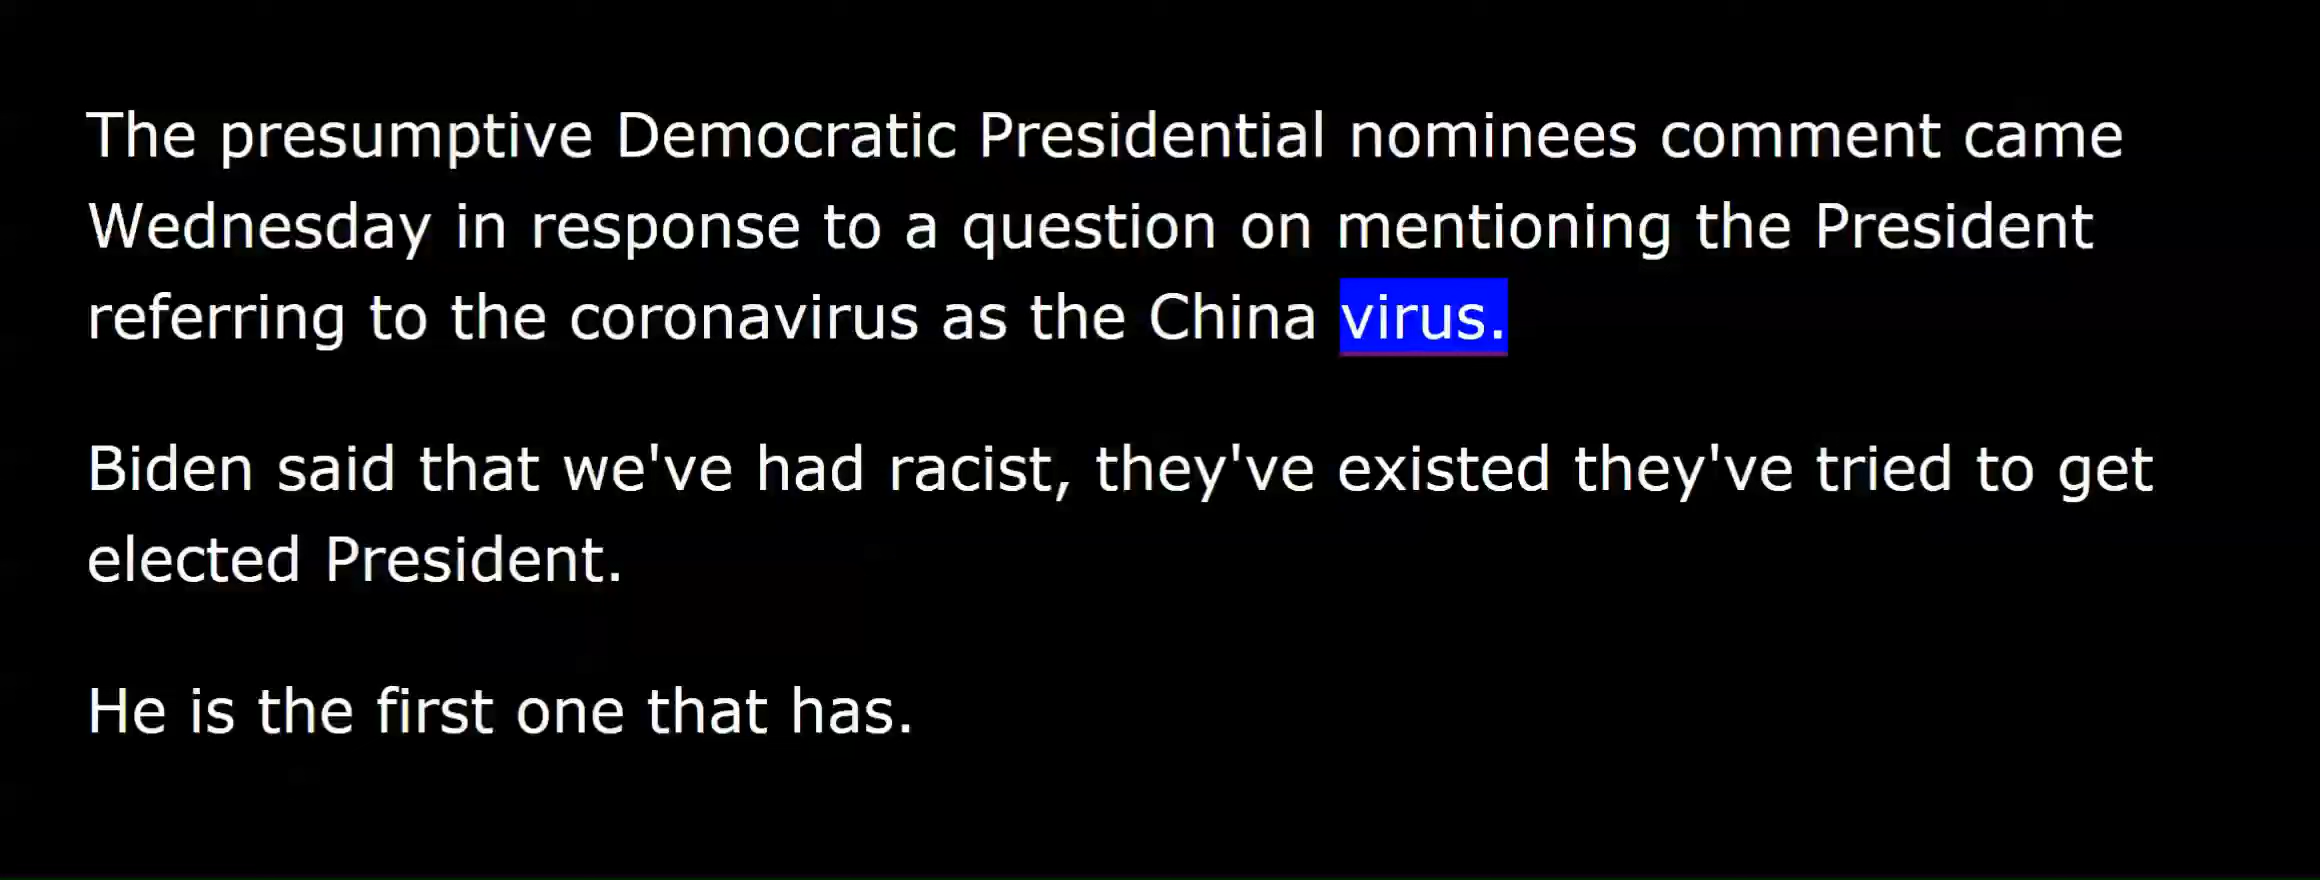 The presumptive Democratic Presidential nominees comment came
Wednesday in response to a question on mentioning the President
referring to the coronavirus as the China virus.
Biden said that we've had racist, they've existed they've tried to get
elected President.
He is the first one that has.